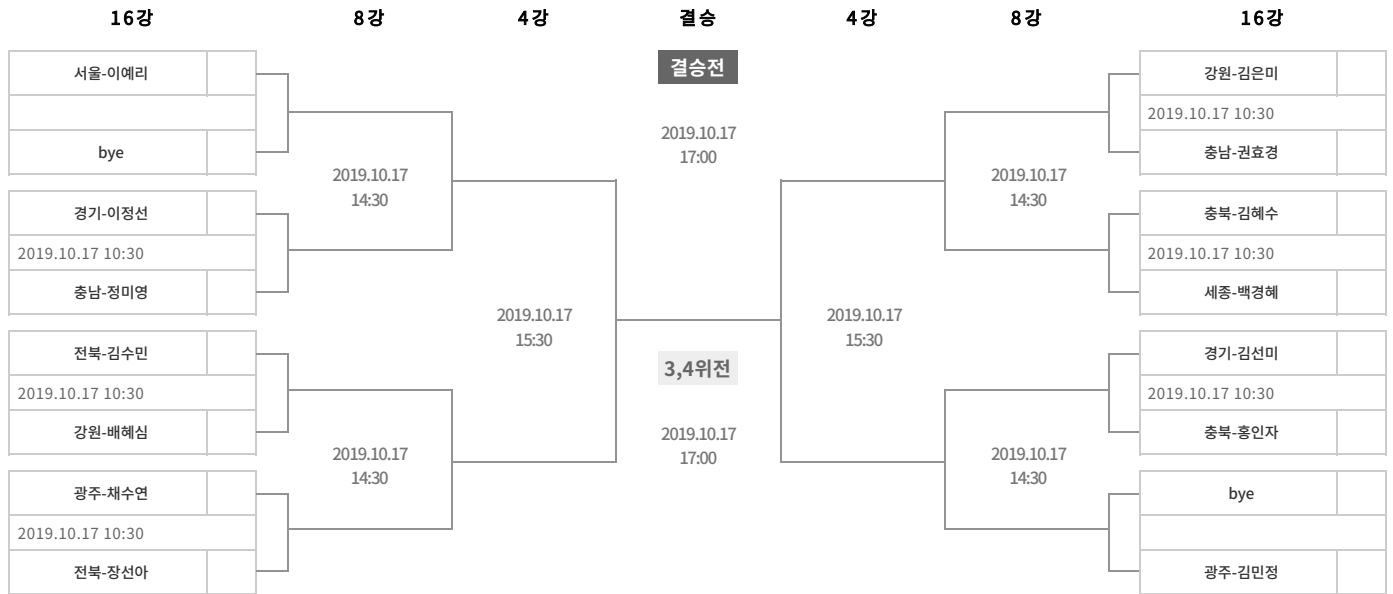 16강
8강
4강
결승
4강
8강
16강
서울-이예리
bye
경기-이정선
2019.10.17 10:30
충남-정미영
전북-김수민
2019.10.17 10:30
강원-배혜심
광주-채수연
2019.10.17 10:30
전북-장선아
2019.10.17
14:30
2019.10.17
14:30
2019.10.17
15:30
결승전
2019.10.17
17:00
3,4위전
2019.10.17
17:00
2019.10.17
15:30
2019.10.17
14:30
2019.10.17
14:30
강원-김은미
2019.10.17 10:30
충남-권효경
충북-김혜수
2019.10.17 10:30
세종-백경혜
경기-김선미
2019.10.17 10:30
충북-홍인자
bye
광주-김민정